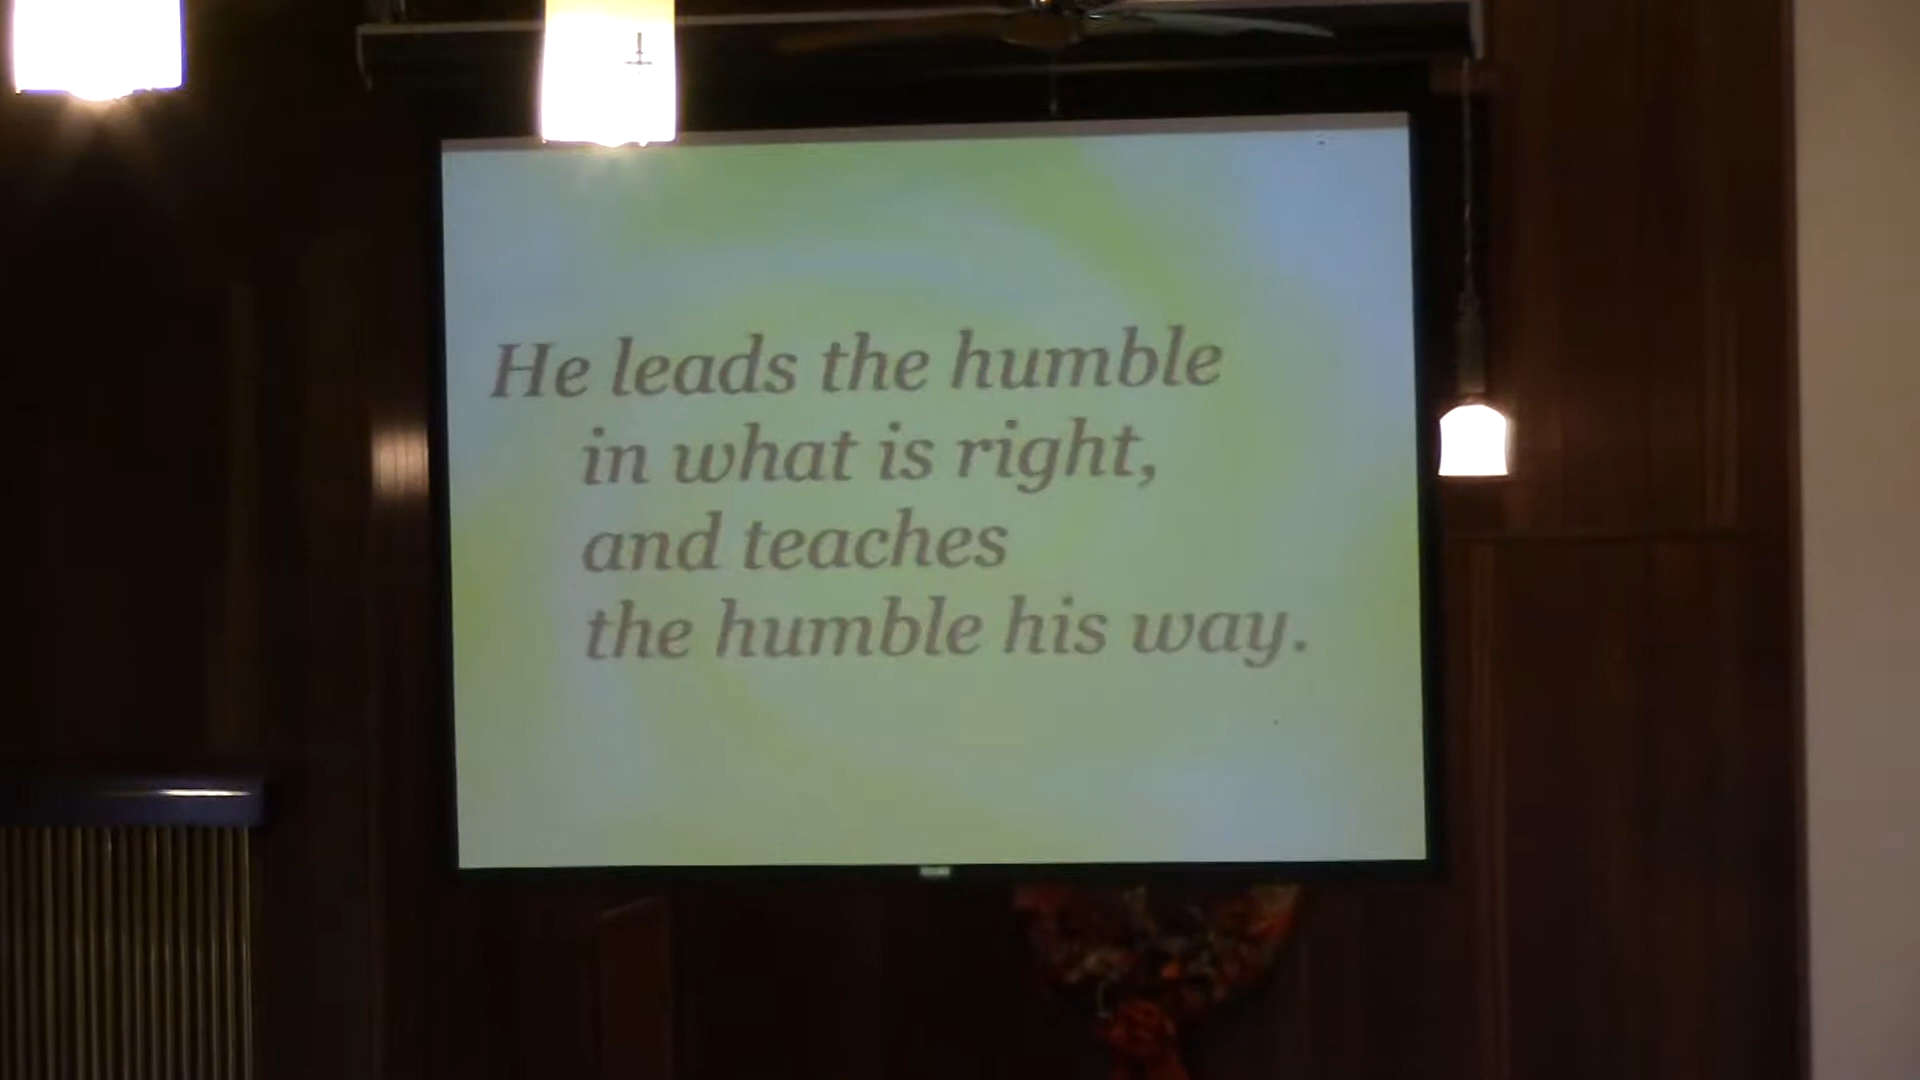 He leads the humble
in what is right,
and teaches
the humble his way.